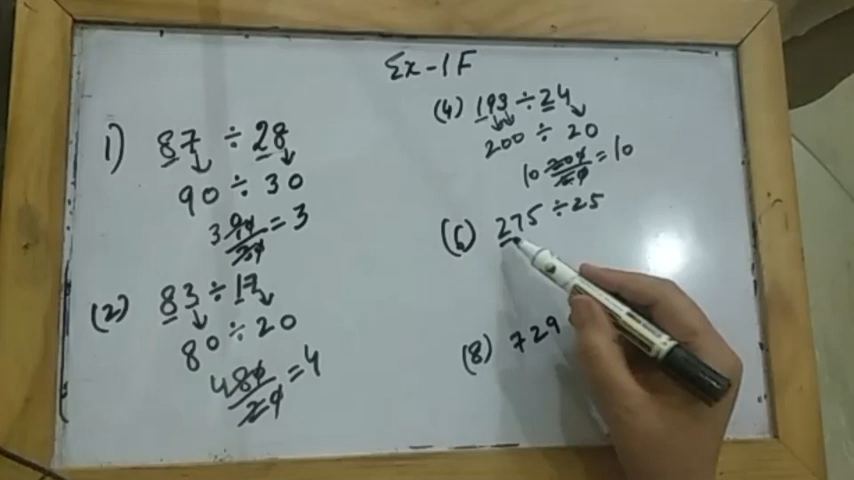 Ex-1F
1) 87 ÷ 28
90 ÷ 30
3 90/30 = 3
(2) 83 ÷ 17
80 ÷ 20
4 80/20 = 4
(4) 193 ÷ 24
200 ÷ 20
10 200/20 = 10
(6) 275 ÷ 25
(8) 729